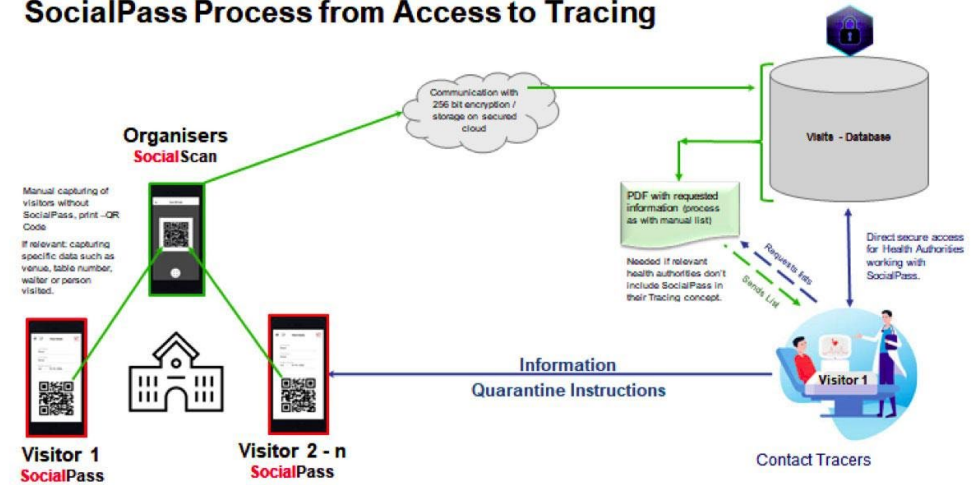 SocialPass Process from Access to Tracing
Communication with
256 bit encryption /
storage on secured
cloud
Visits - Database
Organisers
SocialScan
Manual capturing of
visitors without
SocialPass, print –QR
Code
If relevant: capturing
specific data such as
venue, table number,
waiter or person
visited.
PDF with requested
information (process
as with manual list)
Needed if relevant
health authorities don't
include SocialPass in
their Tracing concept.
Requests lists
Sends List
Direct secure access
for Health Authorities
working with
SocialPass.
Information
Quarantine Instructions
Visitor 1
Contact Tracers
Visitor 1
SocialPass
Visitor 2 - n
SocialPass